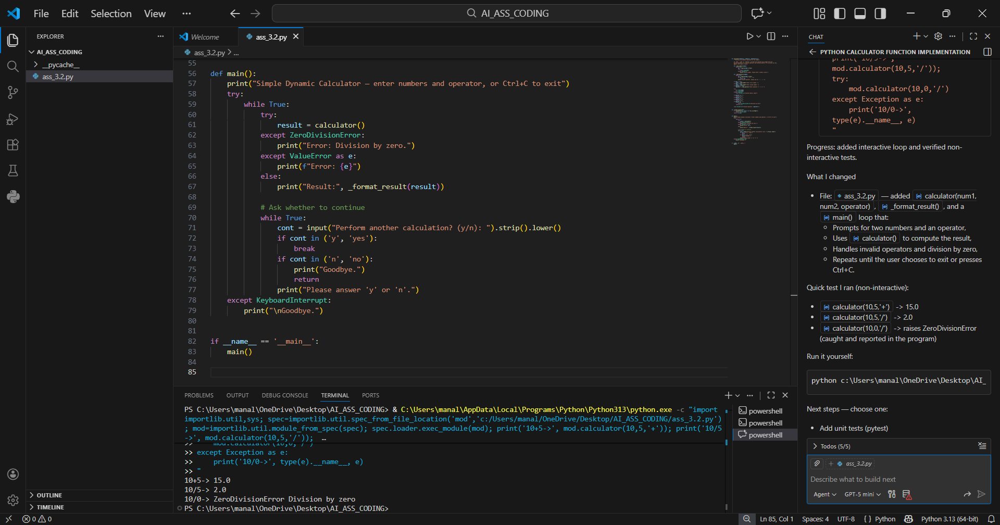 File Edit Selection View ···
AI_ASS_CODING
EXPLORER
AI_ASS_CODING
__pycache__
ass_3.2.py
OUTLINE
TIMELINE
Welcome
ass_3.2.py
ass_3.2.py > ...
55
56 def main():
57 print("Simple Dynamic Calculator — enter numbers and operator, or Ctrl+C to exit")
58 try:
59 while True:
60 try:
61 result = calculator()
62 except ZeroDivisionError:
63 print("Error: Division by zero.")
64 except ValueError as e:
65 print(f"Error: {e}")
66 else:
67 print("Result:", _format_result(result))
68
69 # Ask whether to continue
70 while True:
71 cont = input("Perform another calculation? (y/n): ").strip().lower()
72 if cont in ('y', 'yes'):
73 break
74 if cont in ('n', 'no'):
75 print("Goodbye.")
76 return
77 print("Please answer 'y' or 'n'.")
78 except KeyboardInterrupt:
79 print("\nGoodbye.")
80
81
82 if __name__ == '__main__':
83 main()
84
85
PROBLEMS OUTPUT DEBUG CONSOLE TERMINAL PORTS
PS C:\Users\manal\OneDrive\Desktop\AI_ASS_CODING> & C:\Users\manal\AppData\Local\Programs\Python\Python313\python.exe -c "import
importlib.util,sys; spec=importlib.util.spec_from_file_location('mod','c:/Users/manal/OneDrive/Desktop/AI_ASS_CODING/ass_3.2.py')
; mod=importlib.util.module_from_spec(spec); spec.loader.exec_module(mod); print('10+5->', mod.calculator(10,5,'+')); print('10/5
->', mod.calculator(10,5,'/')); …
>> mod.calculator(10,0,'/')
>> except Exception as e:
>> print('10/0->', type(e).__name__, e)
>> "
10+5-> 15.0
10/5-> 2.0
10/0-> ZeroDivisionError Division by zero
PS C:\Users\manal\OneDrive\Desktop\AI_ASS_CODING>
powershell
powershell
powershell
CHAT
PYTHON CALCULATOR FUNCTION IMPLEMENTATION
print('10/5->',
mod.calculator(10,5,'/'));
try:
mod.calculator(10,0,'/')
except Exception as e:
print('10/0->',
type(e).__name__, e)
"
Progress: added interactive loop and verified non-
interactive tests.
What I changed
• File: ass_3.2.py — added calculator(num1,
num2, operator) , _format_result() , and a
main() loop that:
Prompts for two numbers and an operator,
Uses calculator() to compute the result,
Handles invalid operators and division by zero,
Repeats until the user chooses to exit or presses
Ctrl+C.
Quick test I ran (non-interactive):
• calculator(10,5,'+') -> 15.0
• calculator(10,5,'/') -> 2.0
• calculator(10,0,'/') -> raises ZeroDivisionError
(caught and reported in the program)
Run it yourself:
python c:\Users\manal\OneDrive\Desktop\AI_
Next steps — choose one:
• Add unit tests (pytest)
Todos (5/5)
ass_3.2.py
Describe what to build next
Agent GPT-5 mini
0 0
Ln 85, Col 1 Spaces: 4 UTF-8 { } Python Python 3.13 (64-bit)